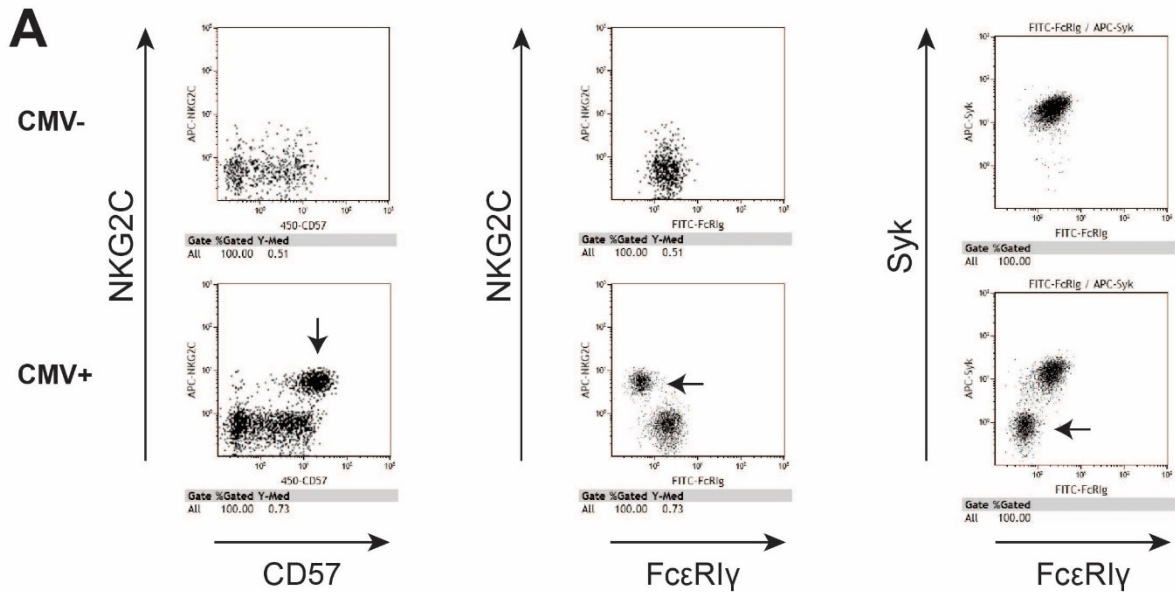 A
CMV-
CMV+
NKG2C
APC-NKG2C
450-CD57
Gate %Gated Y-Med
All 100.00 0.51
APC-NKG2C
450-CD57
Gate %Gated Y-Med
All 100.00 0.73
CD57
NKG2C
APC-NKG2C
FITC-FcRIg
Gate %Gated Y-Med
All 100.00 0.51
APC-NKG2C
FITC-FcRIg
Gate %Gated Y-Med
All 100.00 0.73
FcεRIγ
Syk
FITC-FcRIg / APC-Syk
APC-Syk
FITC-FcRIg
Gate %Gated
All 100.00
FITC-FcRIg / APC-Syk
APC-Syk
FITC-FcRIg
Gate %Gated
All 100.00
FcεRIγ